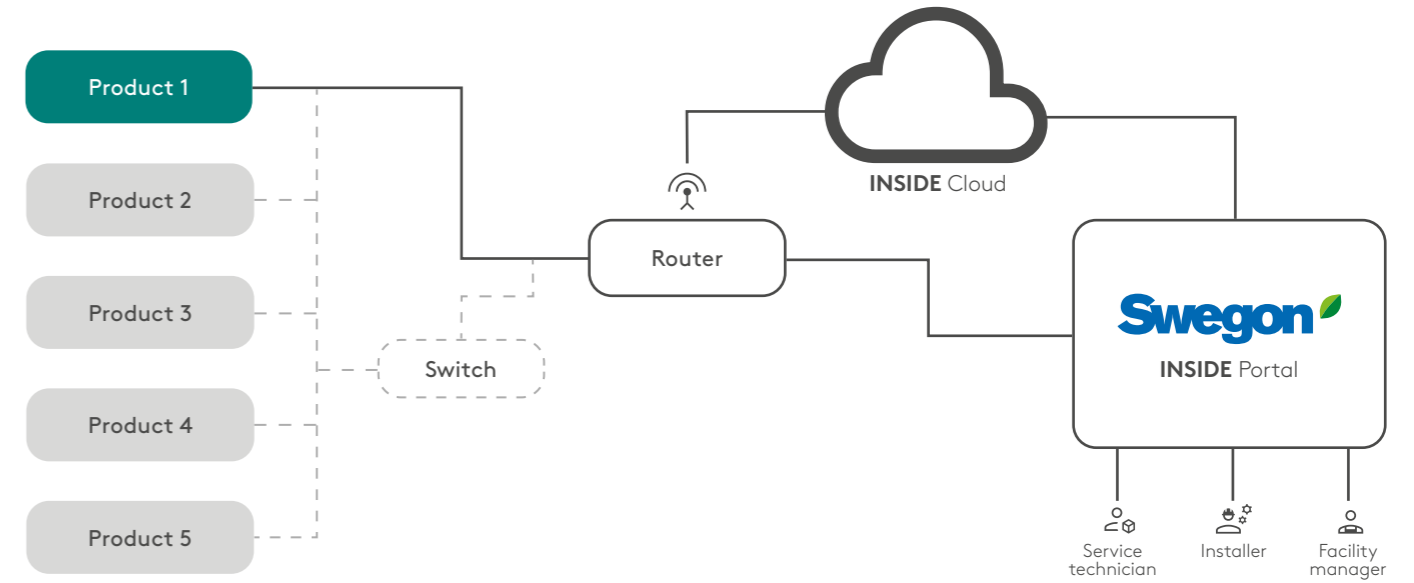 Product 1
Product 2
Product 3
Product 4
Product 5
Switch
Router
INSIDE Cloud
Swegon
INSIDE Portal
Service
technician
Installer
Facility
manager